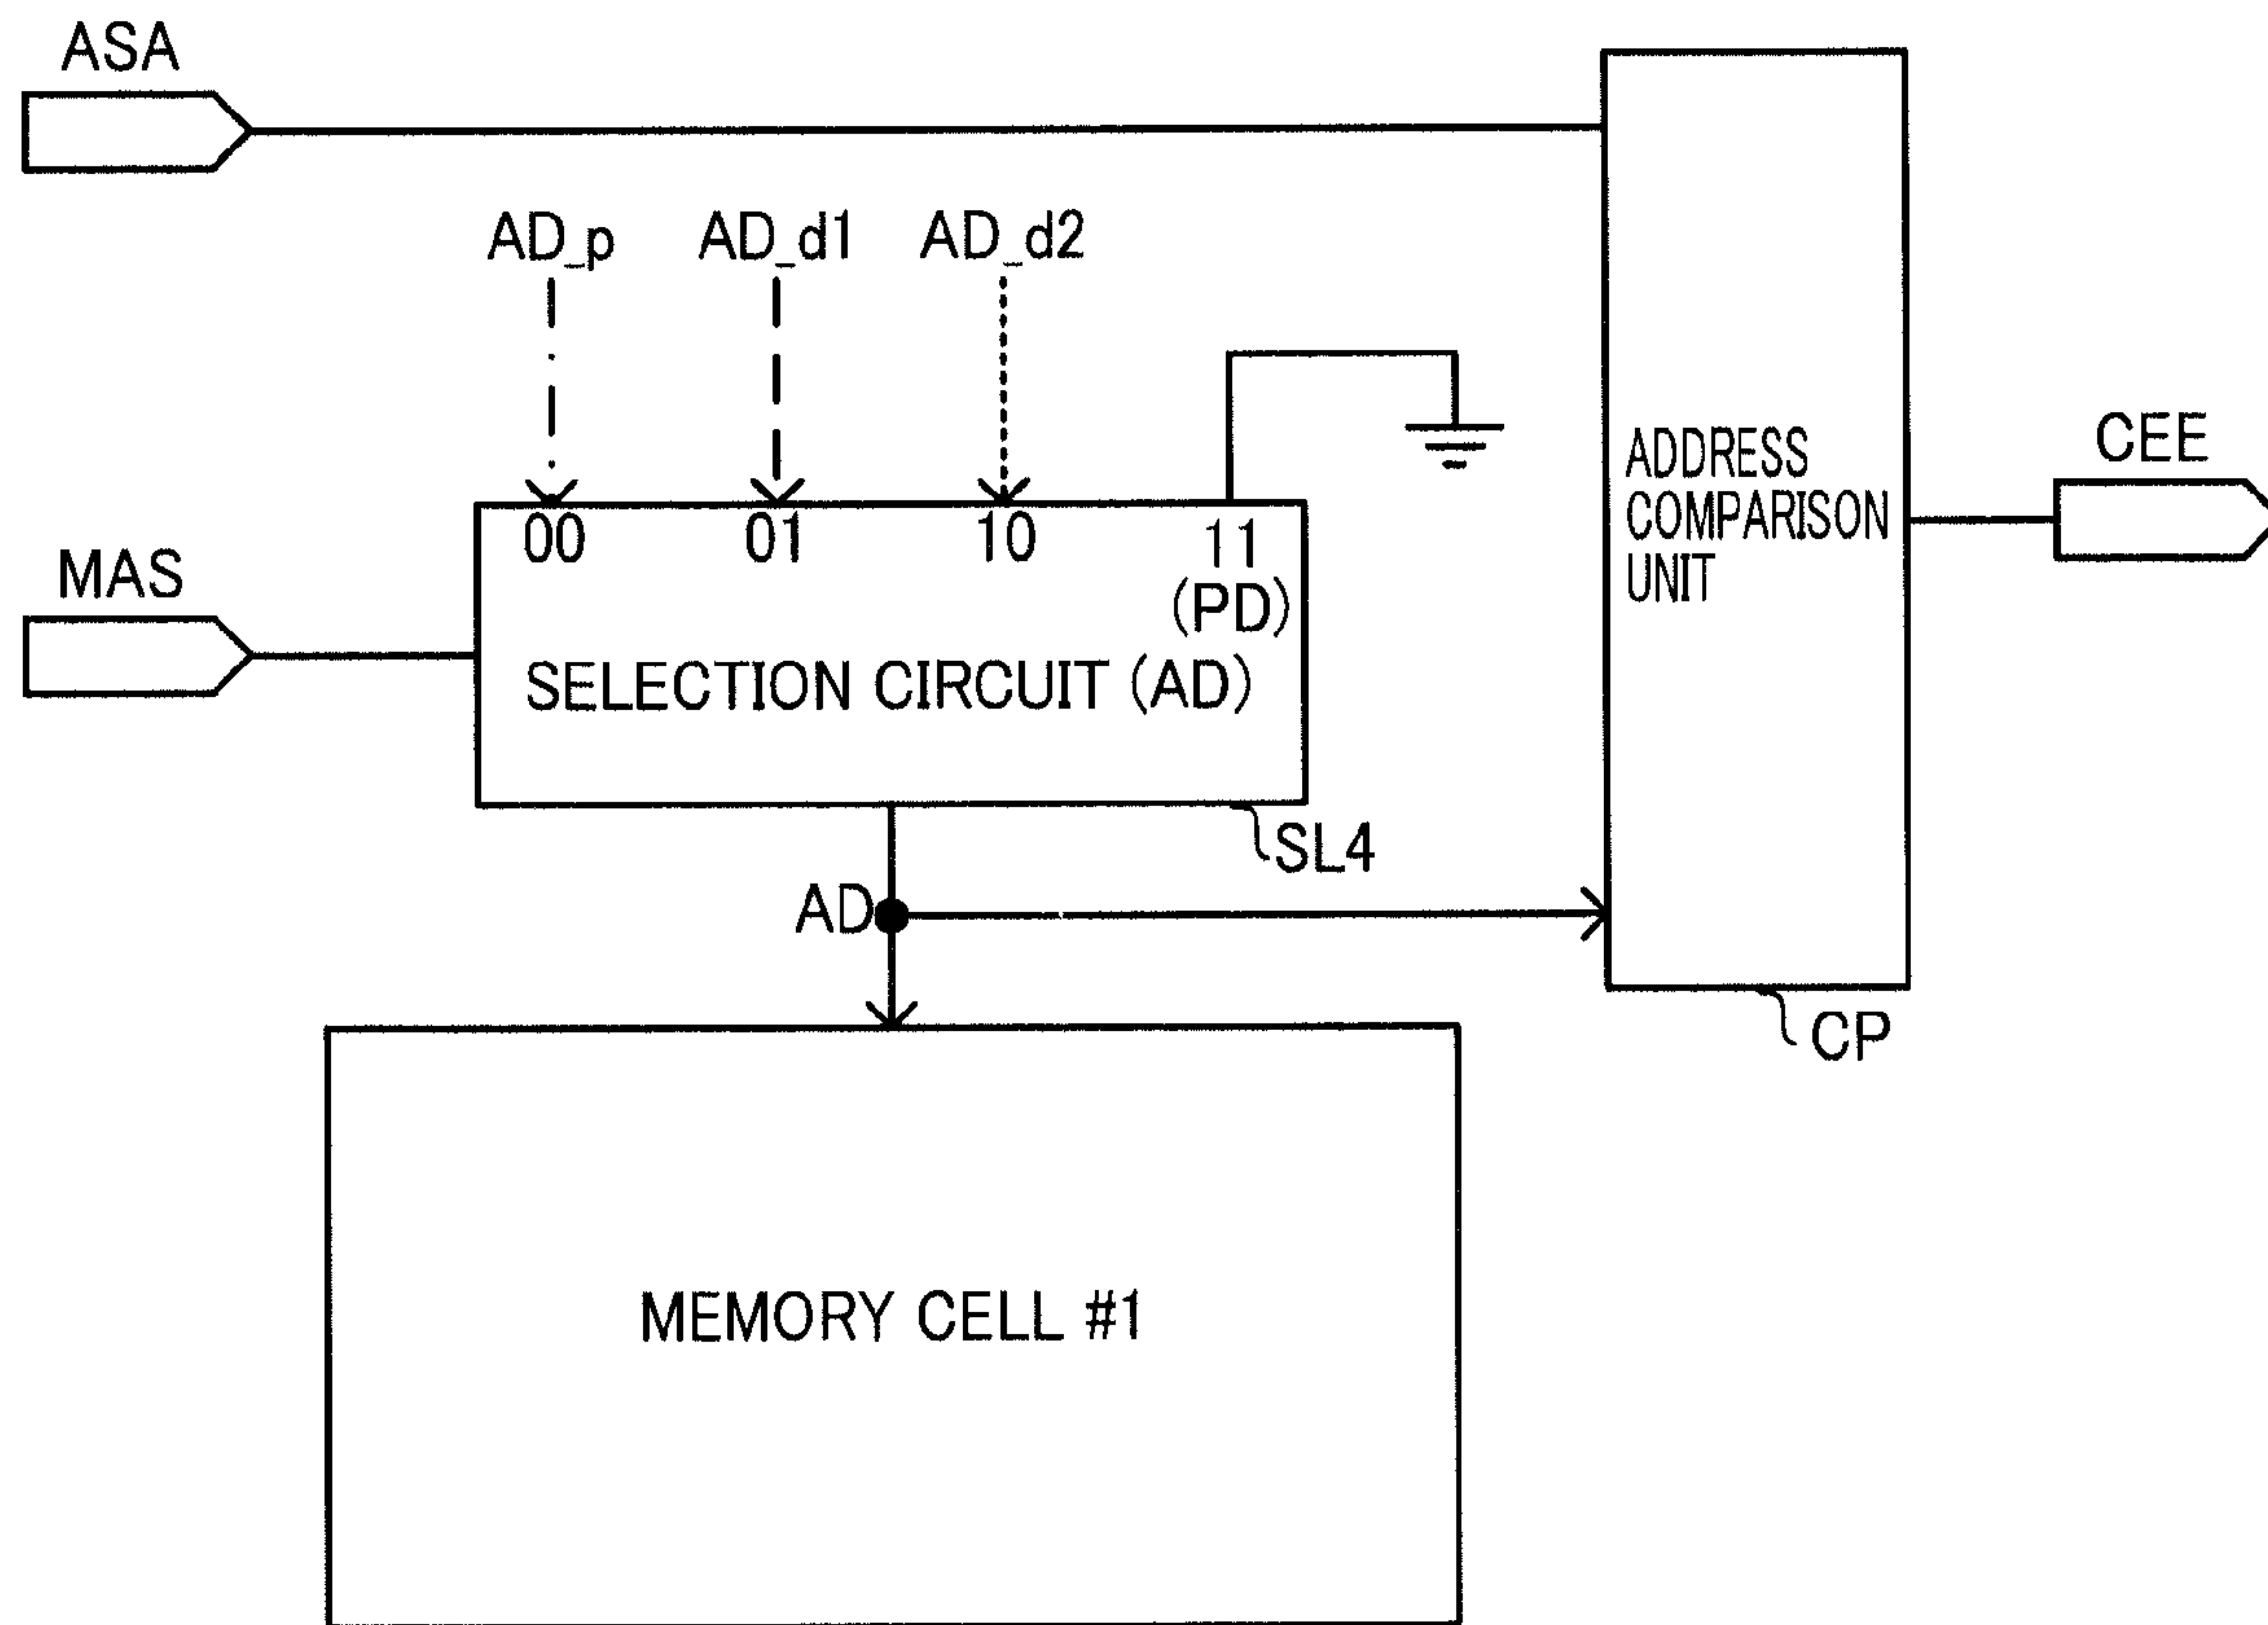 ASA
AD_p
AD_d1
AD_d2
00
01
10
11
(PD)
MAS
SELECTION CIRCUIT (AD)
ADDRESS
COMPARISON
UNIT
CEE
SL4
AD
CP
MEMORY CELL #1